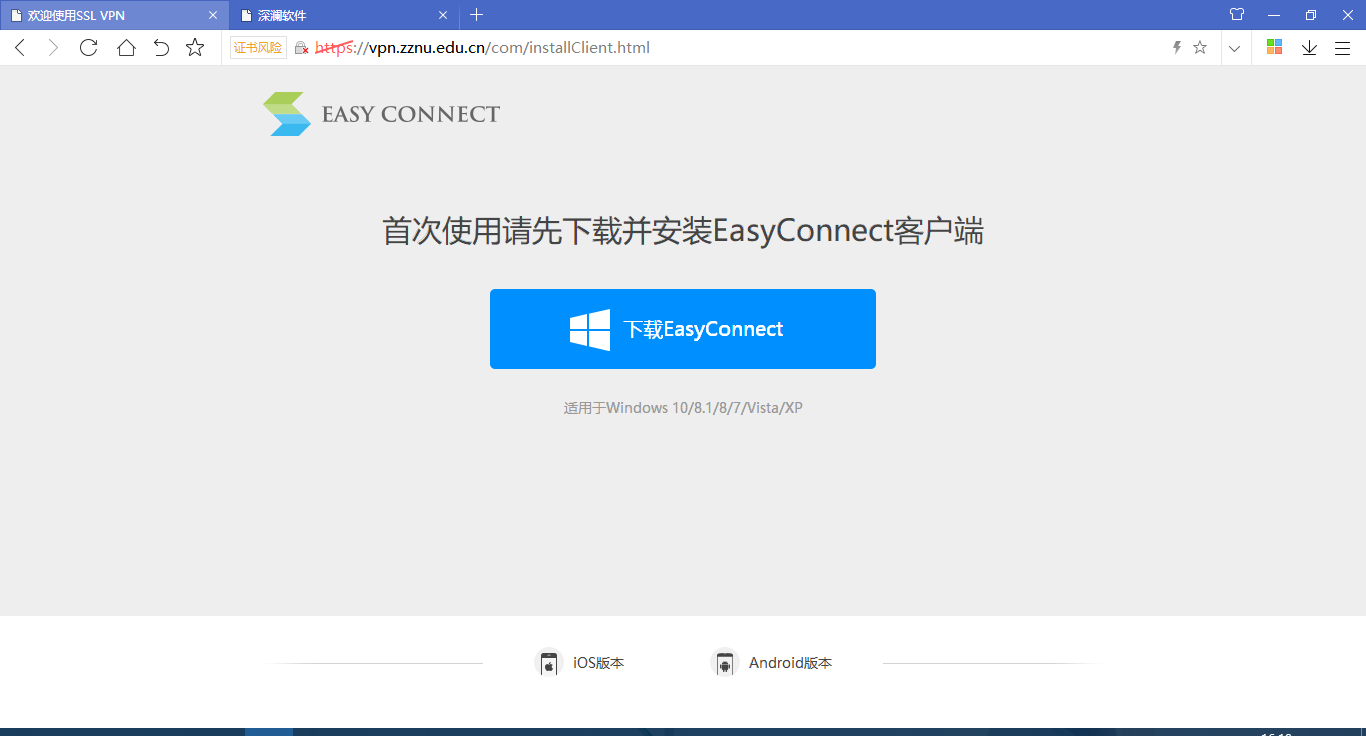 欢迎使用SSL VPN
深澜软件
证书风险 https://vpn.zznu.edu.cn/com/installClient.html
EASY CONNECT
首次使用请先下载并安装EasyConnect客户端
下载EasyConnect
适用于Windows 10/8.1/8/7/Vista/XP
iOS版本
Android版本